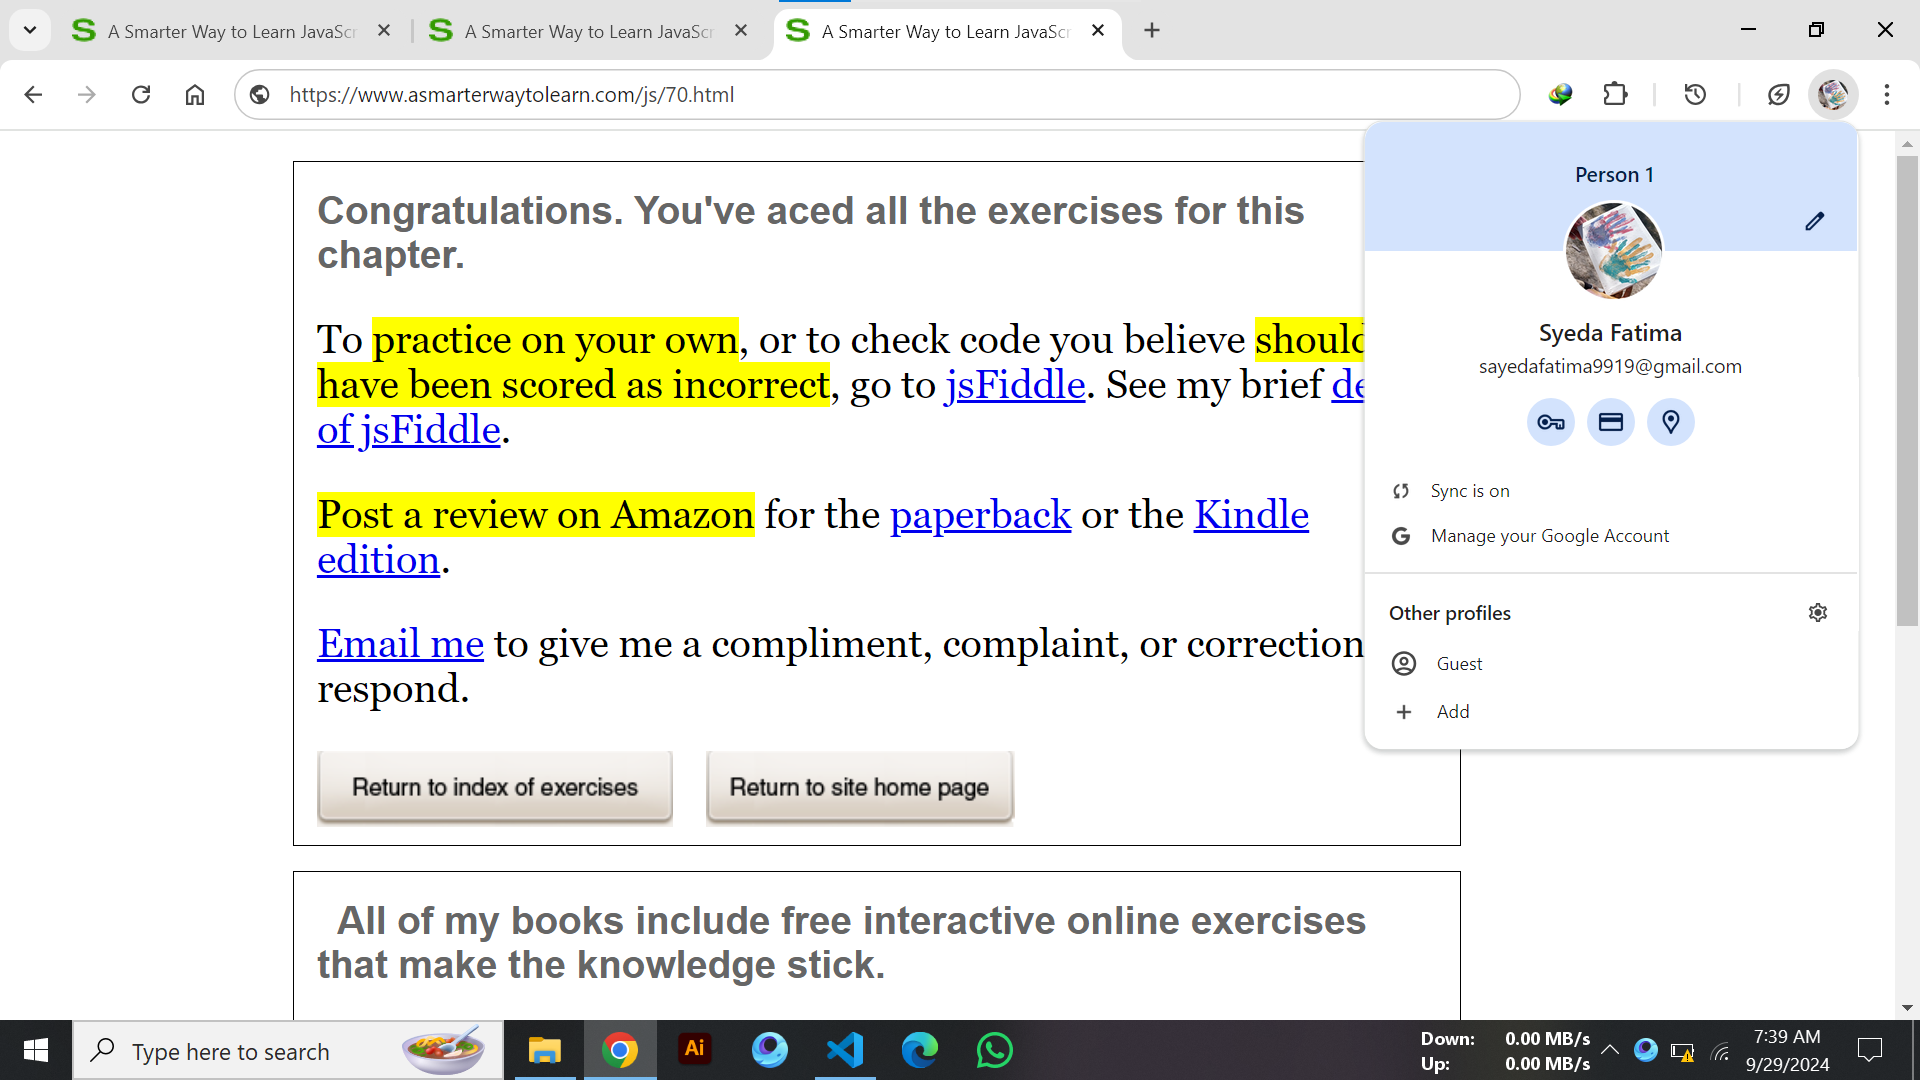 A Smarter Way to Learn JavaScr
A Smarter Way to Learn JavaScr
A Smarter Way to Learn JavaScr
https://www.asmarterwaytolearn.com/js/70.html
Congratulations. You've aced all the exercises for this
chapter.
To practice on your own, or to check code you believe should
have been scored as incorrect, go to jsFiddle. See my brief
of jsFiddle.
Post a review on Amazon for the paperback or the Kindle
edition.
Email me to give me a compliment, complaint, or correction
respond.
Return to index of exercises
Return to site home page
All of my books include free interactive online exercises
that make the knowledge stick.
Person 1
Syeda Fatima
sayedafatima9919@gmail.com
Sync is on
Manage your Google Account
Other profiles
Guest
Add
Type here to search
Ai
Down: 0.00 MB/s
Up: 0.00 MB/s
7:39 AM
9/29/2024